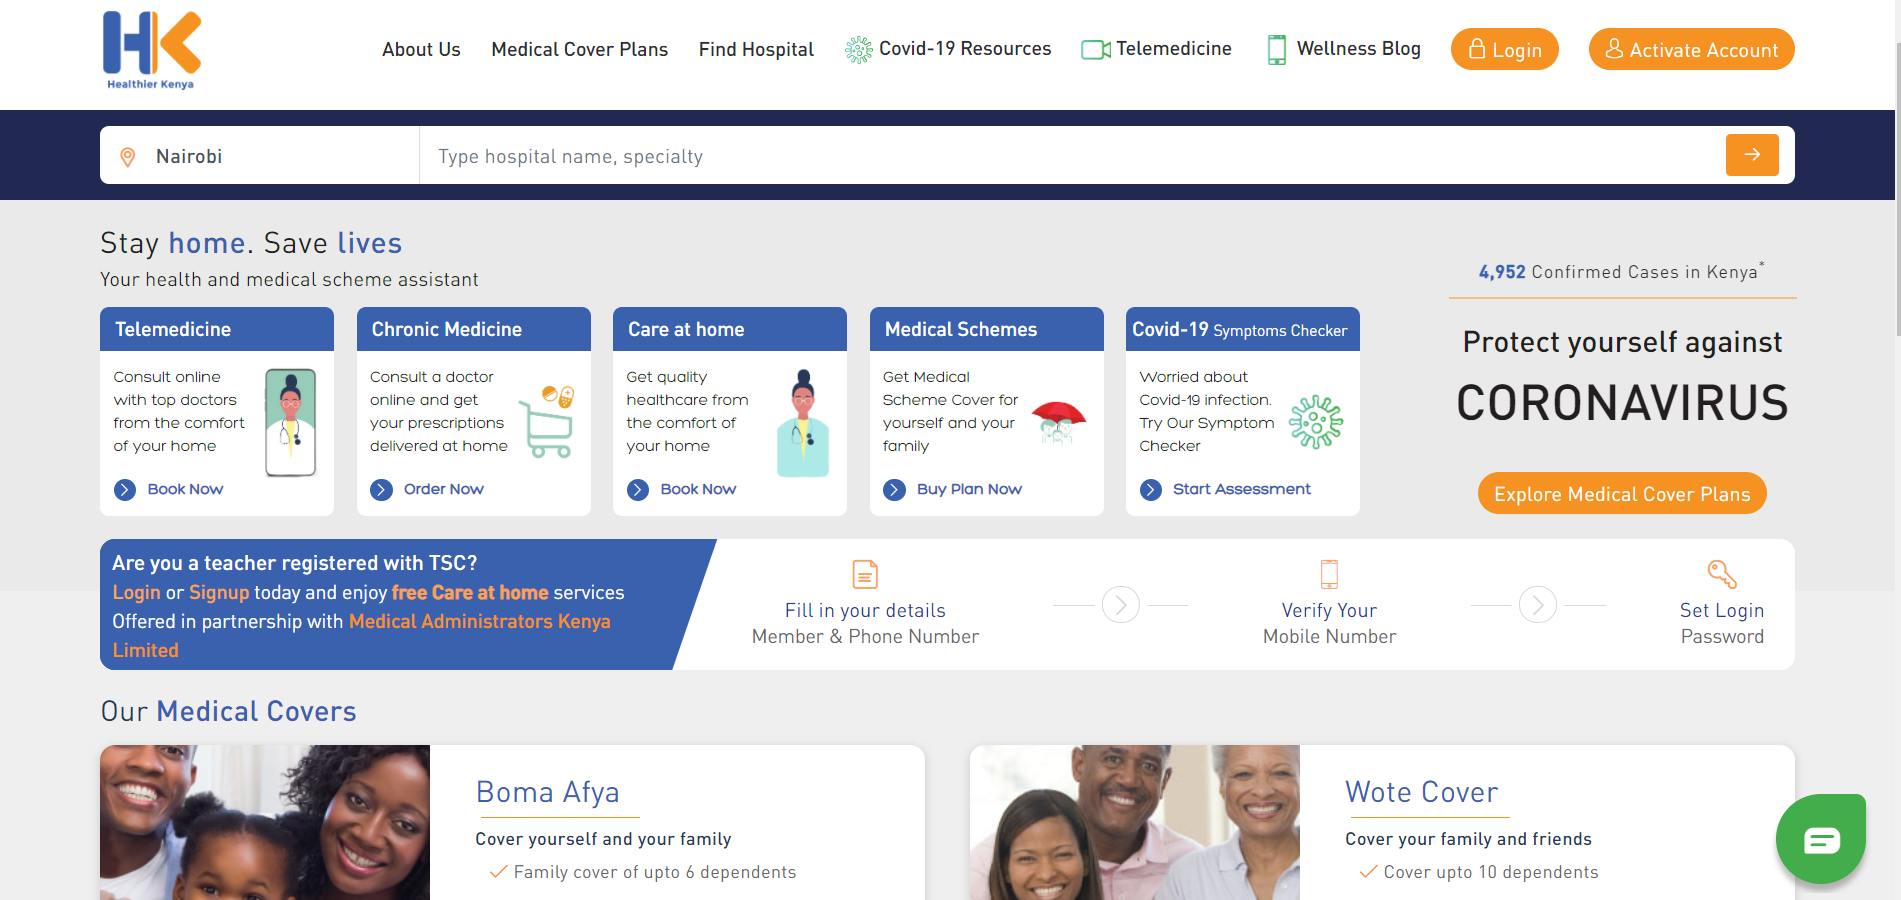 HK
Healthier Kenya
About Us
Medical Cover Plans
Find Hospital
Covid-19 Resources
Telemedicine
Wellness Blog
Login
Activate Account
Nairobi
Type hospital name, specialty
Stay home. Save lives
Your health and medical scheme assistant
Telemedicine
Consult online
with top doctors
from the comfort
of your home
Book Now
Chronic Medicine
Consult a doctor
online and get
your prescriptions
delivered at home
Order Now
Care at home
Get quality
healthcare from
the comfort of
your home
Book Now
Medical Schemes
Get Medical
Scheme Cover for
yourself and your
family
Buy Plan Now
Covid-19 Symptoms Checker
Worried about
Covid-19 infection.
Try Our Symptom
Checker
Start Assessment
4,952 Confirmed Cases in Kenya*
Protect yourself against
CORONAVIRUS
Explore Medical Cover Plans
Are you a teacher registered with TSC?
Login or Signup today and enjoy free Care at home services
Offered in partnership with Medical Administrators Kenya
Limited
Fill in your details
Member & Phone Number
Verify Your
Mobile Number
Set Login
Password
Our Medical Covers
Boma Afya
Cover yourself and your family
Family cover of upto 6 dependents
Wote Cover
Cover your family and friends
Cover upto 10 dependents